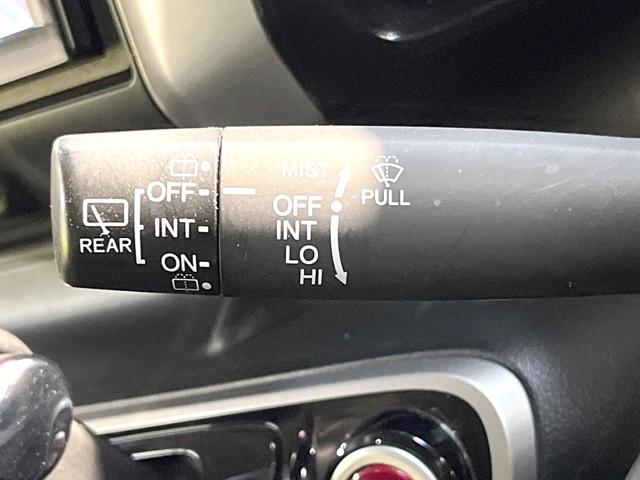 OFF
INT
ON
REAR
MIST
OFF
INT
LO
HI
PULL